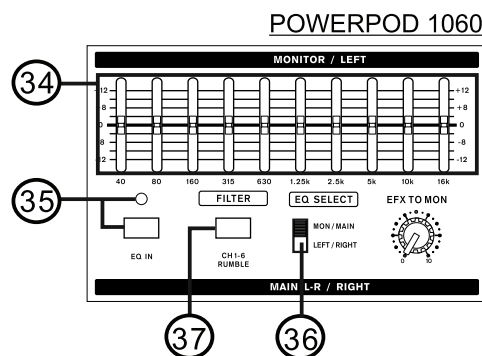 POWERPOD 1060
MONITOR / LEFT
34
+12 +12
+8 +8
0 0
-8 -8
-12 -12
40 80 160 315 630 1.25k 2.5k 5k 10k 16k
35
FILTER EQ SELECT EFX TO MON
MON / MAIN
LEFT / RIGHT
EQ IN CH 1-6
RUMBLE
0 10
MAIN L-R / RIGHT
37 36